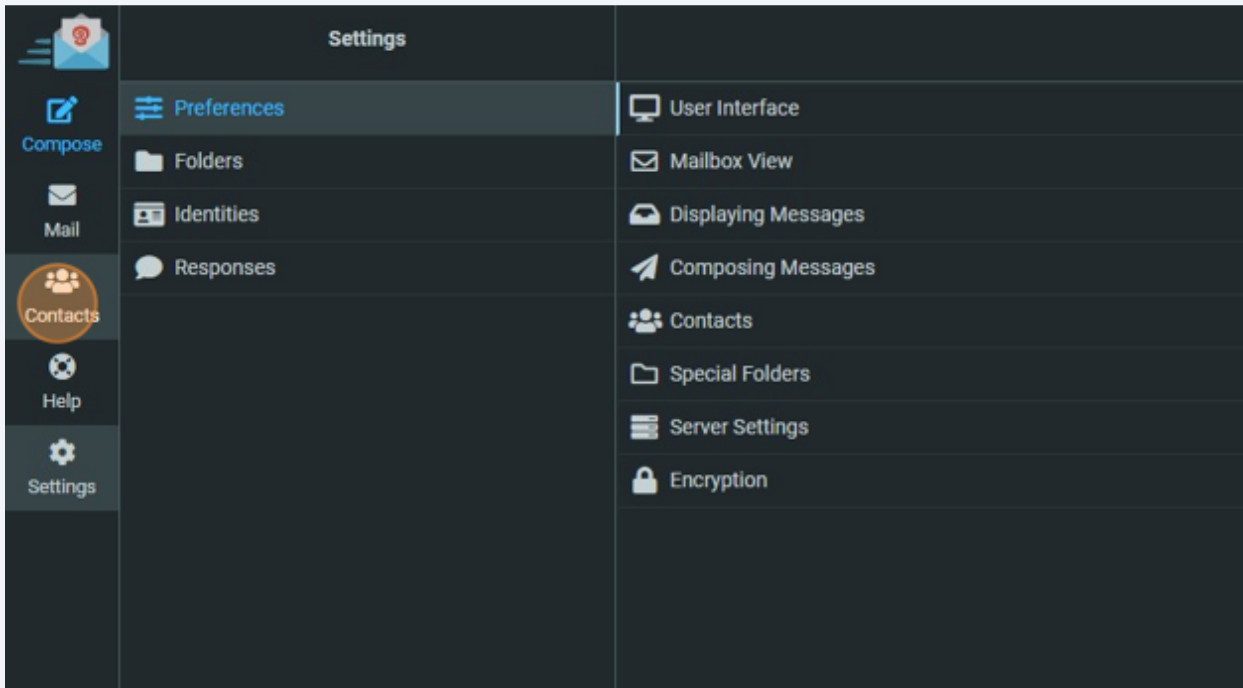 Settings
Compose
Mail
Contacts
Help
Settings
Preferences
Folders
Identities
Responses
User Interface
Mailbox View
Displaying Messages
Composing Messages
Contacts
Special Folders
Server Settings
Encryption